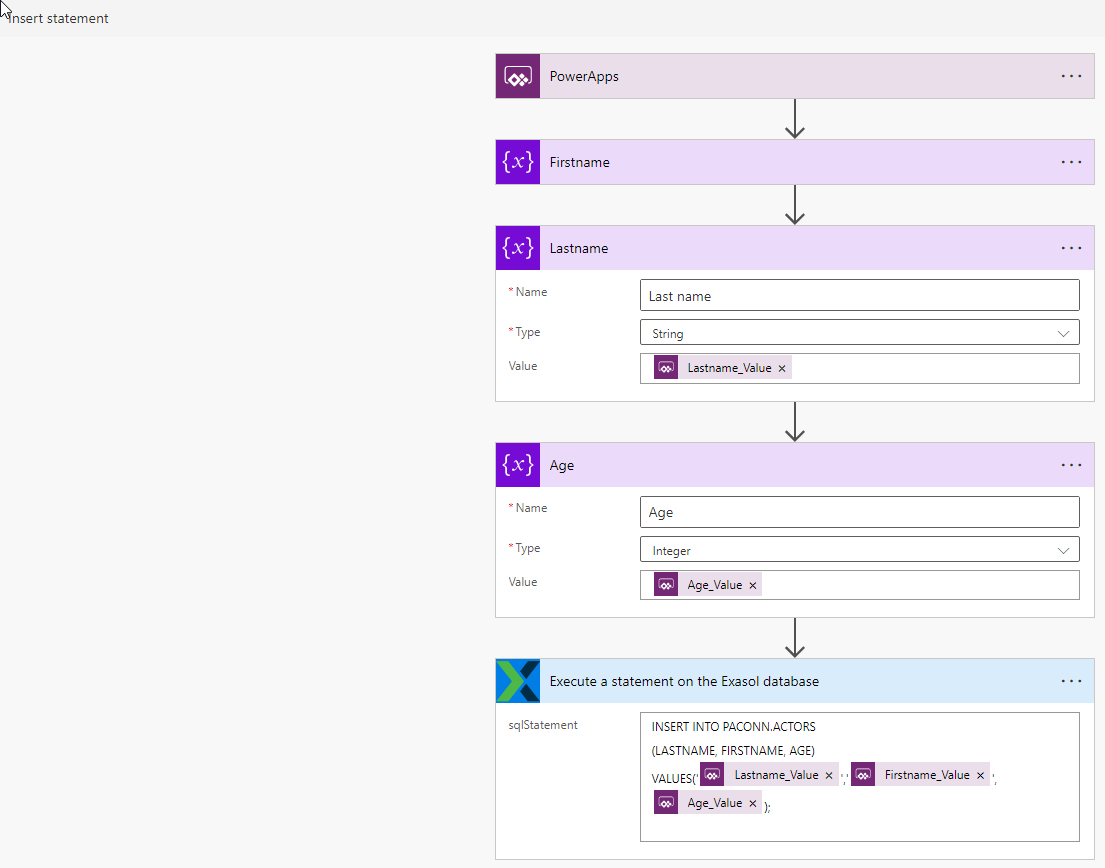 Insert statement
PowerApps
Firstname
Lastname
* Name
Last name
* Type
String
Value
Lastname_Value ×
Age
* Name
Age
* Type
Integer
Value
Age_Value ×
Execute a statement on the Exasol database
sqlStatement
INSERT INTO PACONN.ACTORS
(LASTNAME, FIRSTNAME, AGE)
VALUES(' Lastname_Value × ',' Firstname_Value × ',
Age_Value × );